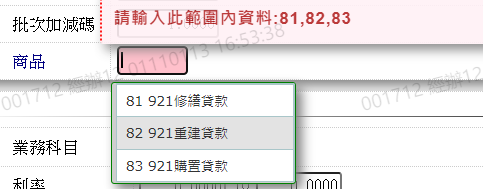 請輸入此範圍內資料:81,82,83
批次加減碼
商品
81 921修繕貸款
82 921重建貸款
83 921購置貸款
業務科目
利率